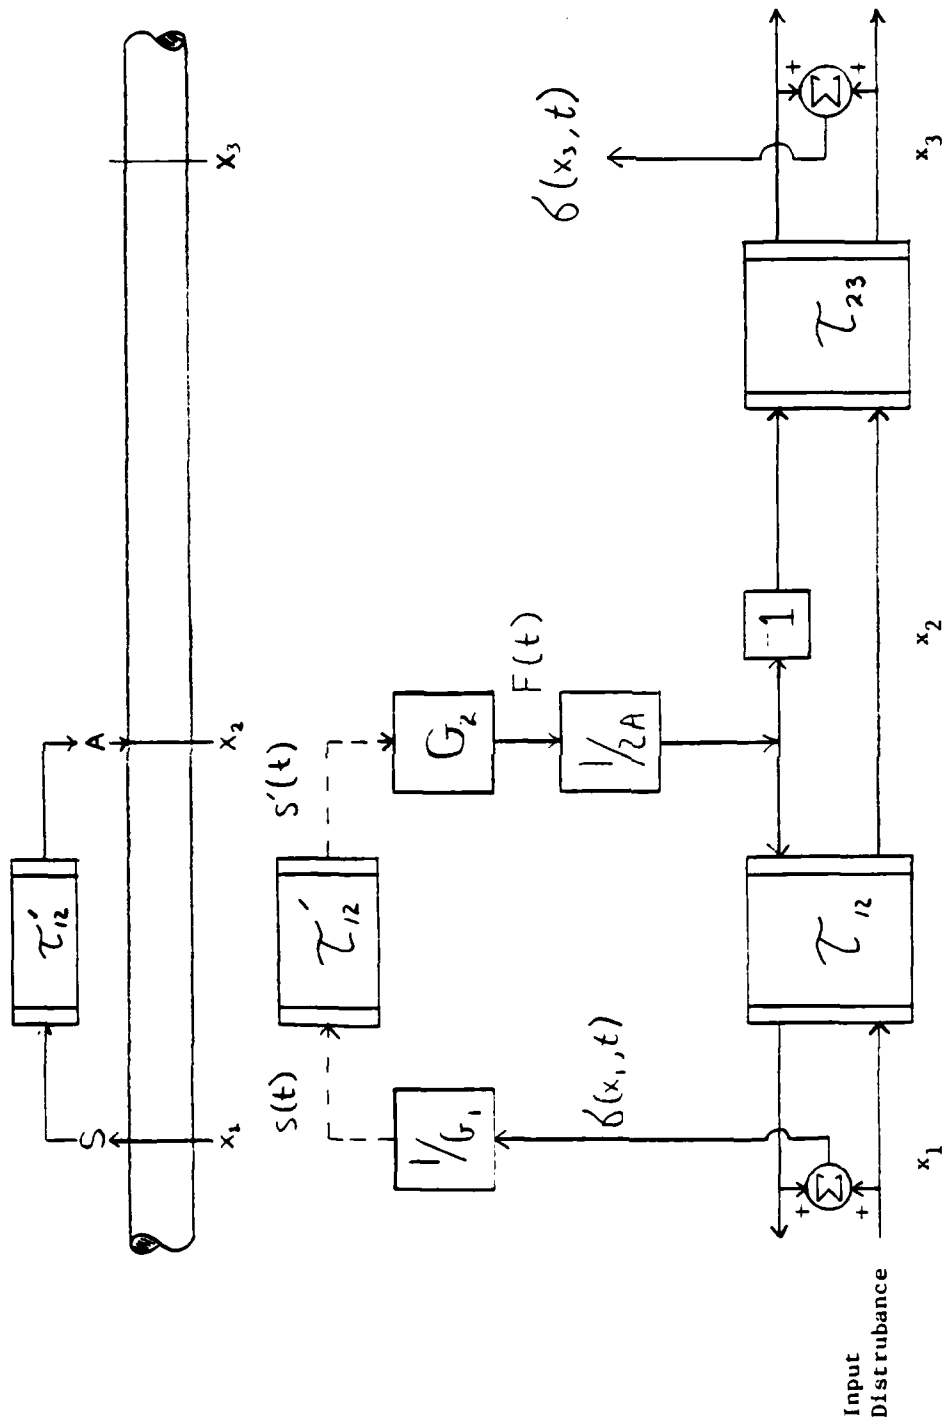 τ'₁₂
S
A
x₁
x₂
x₃
S(t)
τ'₁₂
S'(t)
1/G₁
G₂
F(t)
1/2A
σ(x₁,t)
σ(x₃,t)
-1
+
Σ
+
τ₁₂
τ₂₃
+
Σ
+
Input
Distrubance
x₁
x₂
x₃